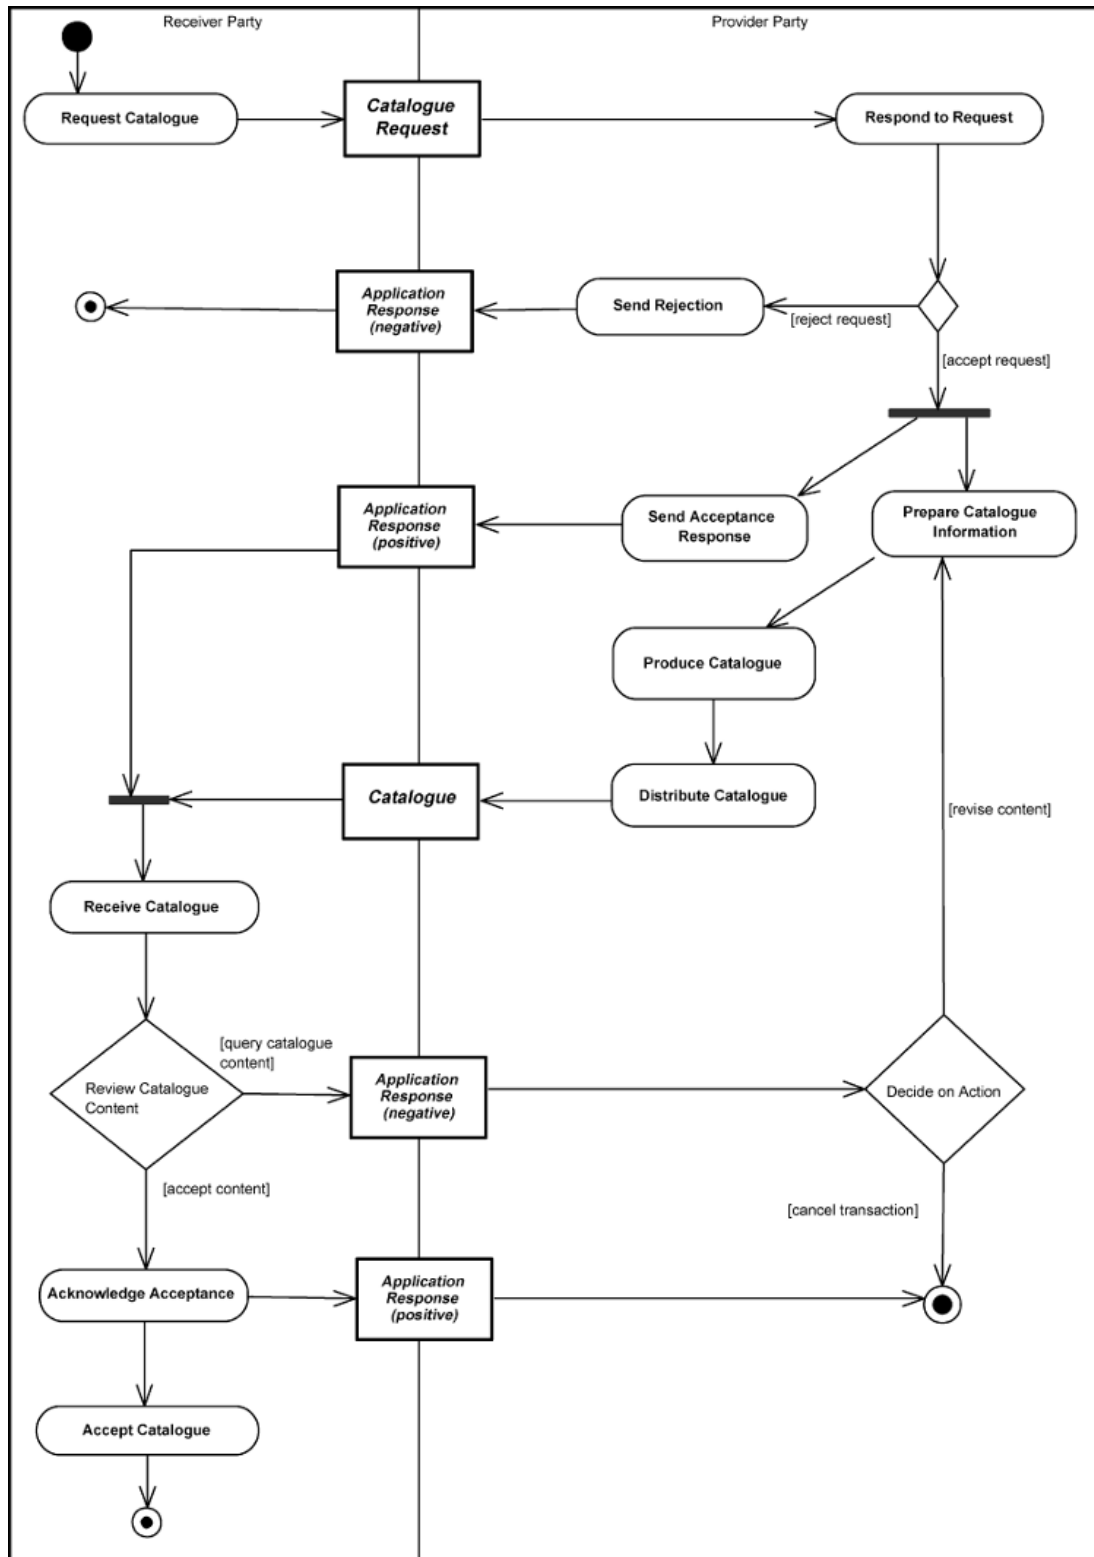 Receiver Party
Provider Party
Request Catalogue
Catalogue
Request
Respond to Request
Application
Response
(negative)
Send Rejection
[reject request]
[accept request]
Application
Response
(positive)
Send Acceptance
Response
Prepare Catalogue
Information
Produce Catalogue
Catalogue
Distribute Catalogue
[revise content]
Receive Catalogue
[query catalogue
content]
Review Catalogue
Content
Application
Response
(negative)
Decide on Action
[accept content]
[cancel transaction]
Acknowledge Acceptance
Application
Response
(positive)
Accept Catalogue